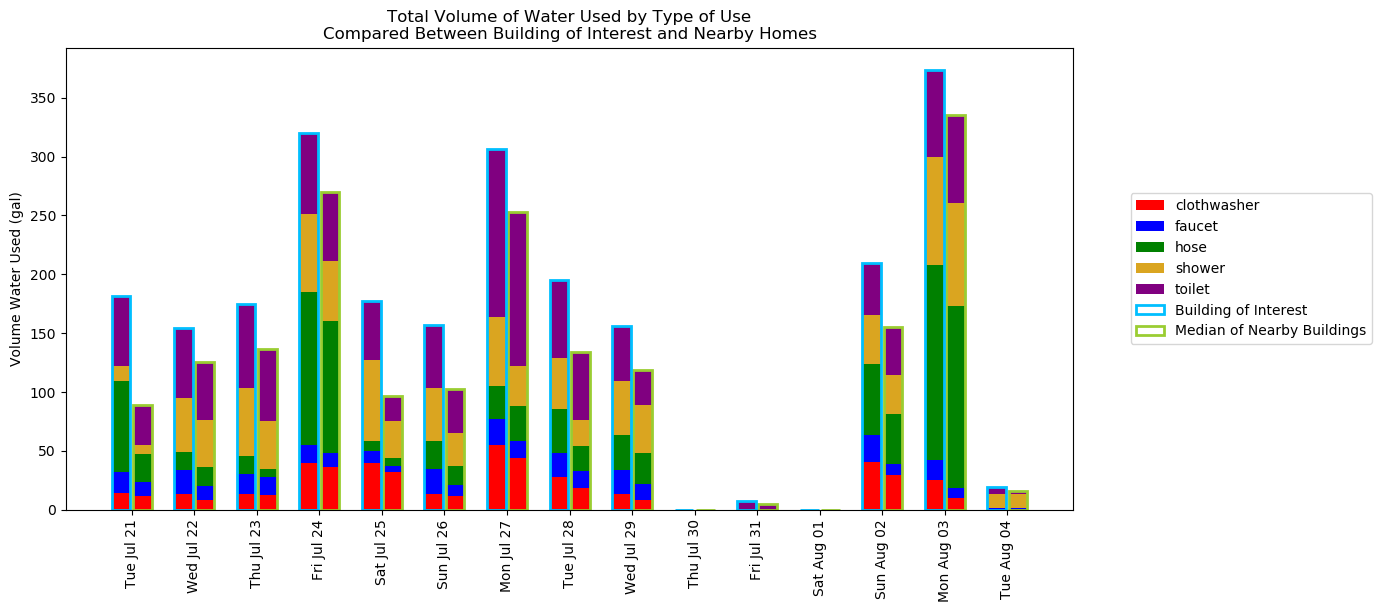 Total Volume of Water Used by Type of Use
Compared Between Building of Interest and Nearby Homes
Volume Water Used (gal)
350
300
250
200
150
100
50
0
Tue Jul 21
Wed Jul 22
Thu Jul 23
Fri Jul 24
Sat Jul 25
Sun Jul 26
Mon Jul 27
Tue Jul 28
Wed Jul 29
Thu Jul 30
Fri Jul 31
Sat Aug 01
Sun Aug 02
Mon Aug 03
Tue Aug 04
clothwasher
faucet
hose
shower
toilet
Building of Interest
Median of Nearby Buildings